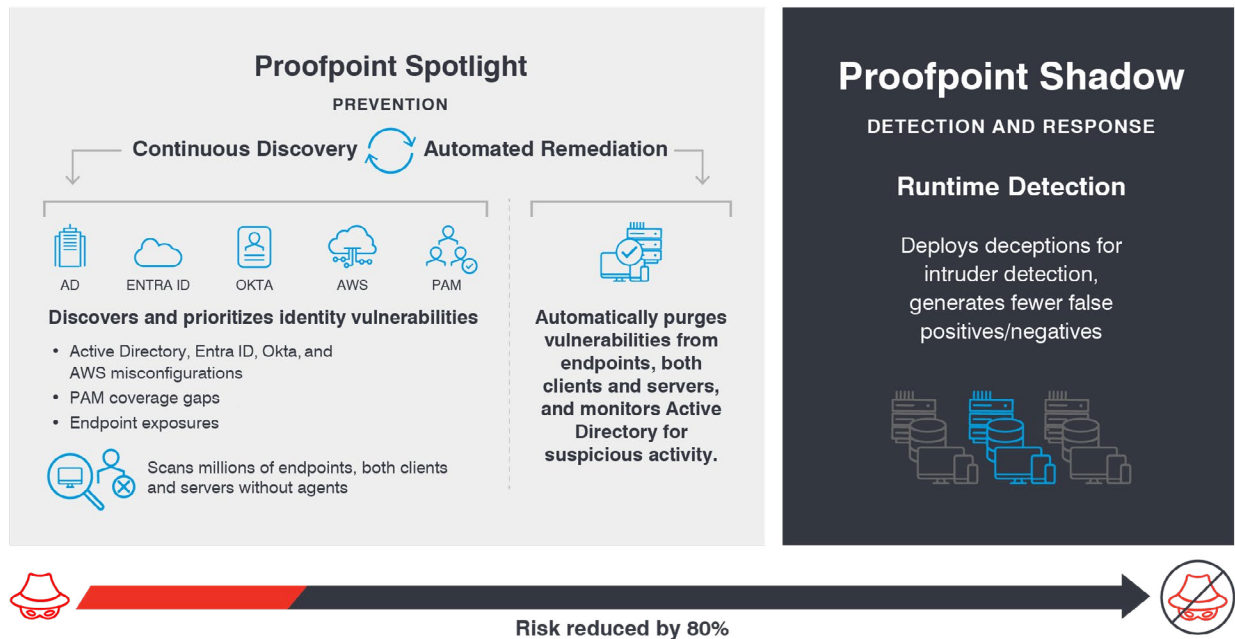 Proofpoint Spotlight
PREVENTION
Continuous Discovery
Automated Remediation
AD
ENTRA ID
OKTA
AWS
PAM
Discovers and prioritizes identity vulnerabilities
• Active Directory, Entra ID, Okta, and
AWS misconfigurations
• PAM coverage gaps
• Endpoint exposures
Scans millions of endpoints, both clients
and servers without agents
Automatically purges
vulnerabilities from
endpoints, both
clients and servers,
and monitors Active
Directory for
suspicious activity.
Proofpoint Shadow
DETECTION AND RESPONSE
Runtime Detection
Deploys deceptions for
intruder detection,
generates fewer false
positives/negatives
Risk reduced by 80%